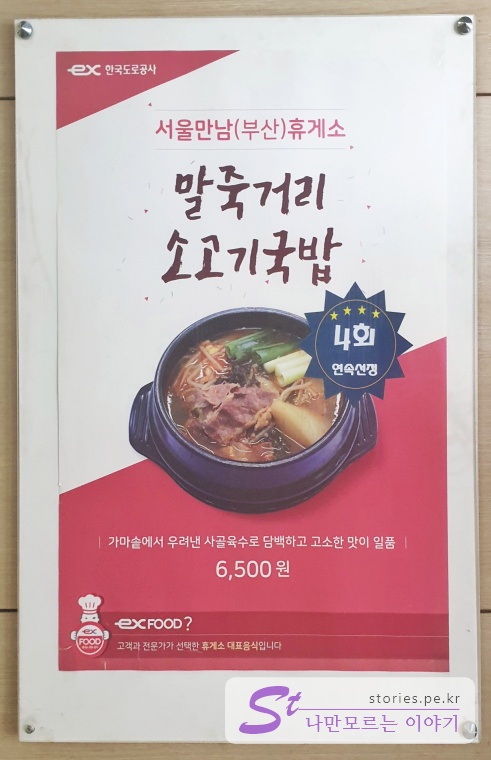 ex 한국도로공사
서울만남(부산)휴게소
말죽거리
소고기국밥
4회
연속선정
가마솥에서 우려낸 사골육수로 담백하고 고소한 맛이 일품
6,500 원
ex FOOD ?
ex
FOOD
고객과 전문가가 선택한 휴게소 대표음식입니다
St
stories.pe.kr
나만모르는 이야기